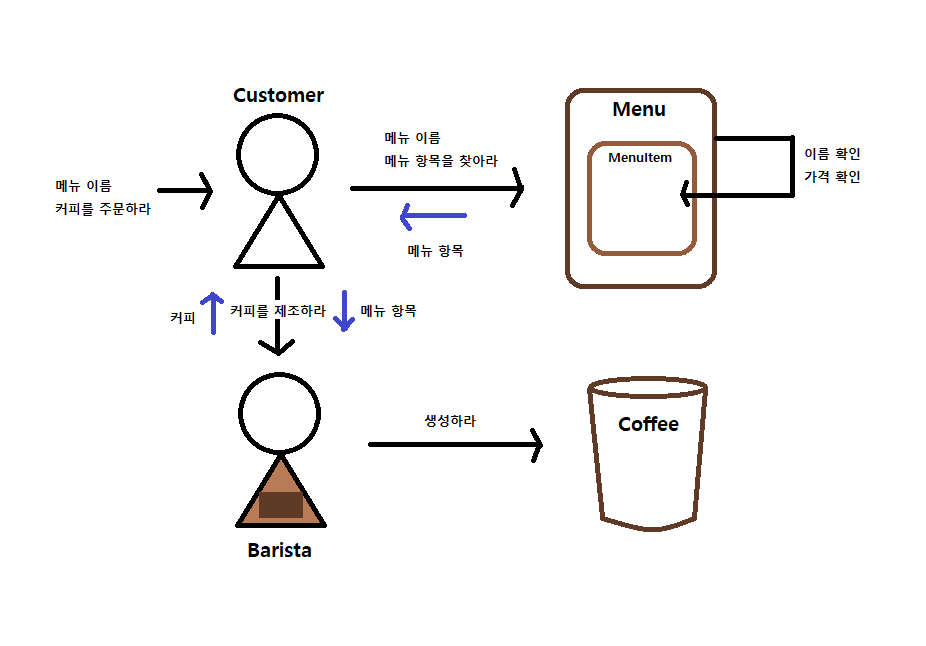 Customer
Menu
메뉴 이름
메뉴 항목을 찾아라
MenuItem
이름 확인
가격 확인
메뉴 이름
커피를 주문하라
메뉴 항목
커피
커피를 제조하라
메뉴 항목
생성하라
Coffee
Barista